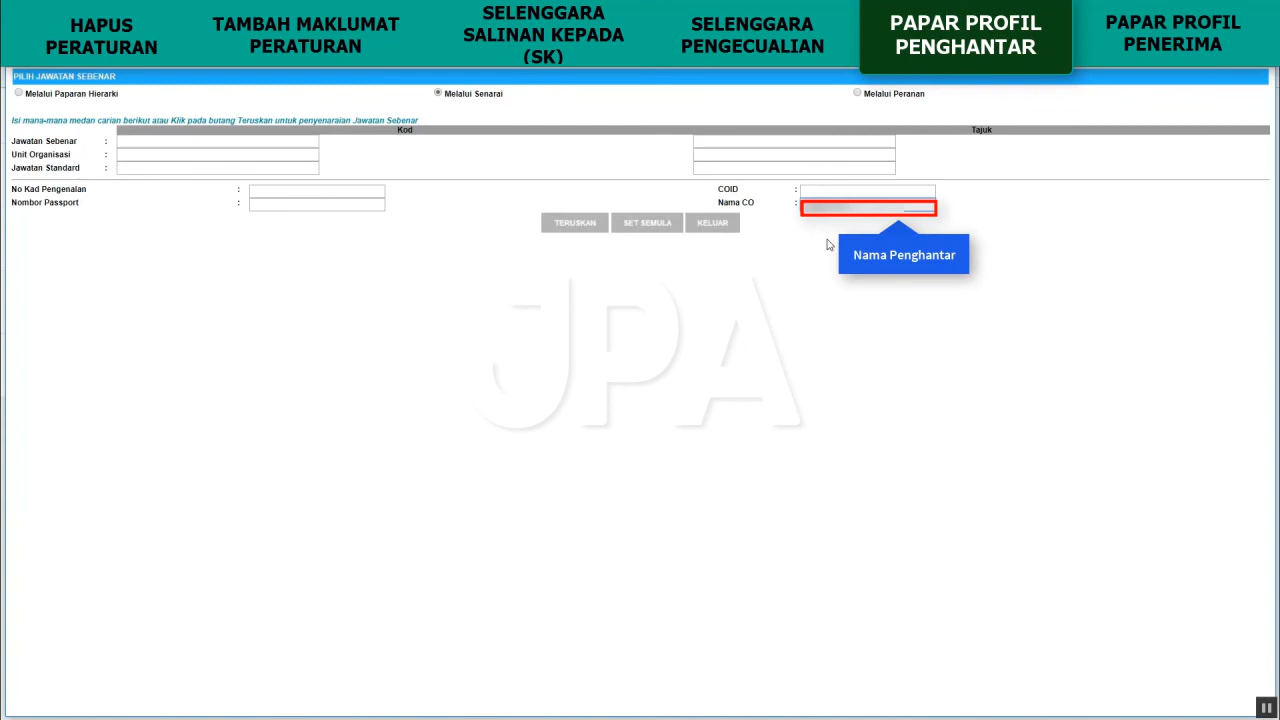 HAPUS
PERATURAN
TAMBAH MAKLUMAT
PERATURAN
SELENGGARA
SALINAN KEPADA
(SK)
SELENGGARA
PENGECUALIAN
PAPAR PROFIL
PENGHANTAR
PAPAR PROFIL
PENERIMA
PILIH JAWATAN SEBENAR
Melalui Paparan Hierarki Melalui Senarai Melalui Peranan
Isi mana-mana medan carian berikut atau Klik pada butang Teruskan untuk penyenaraian Jawatan Sebenar
Kod Tajuk
Jawatan Sebenar :
Unit Organisasi :
Jawatan Standard :
No Kad Pengenalan : COID :
Nombor Passport : Nama CO :
TERUSKAN SET SEMULA KELUAR
Nama Penghantar
JPA